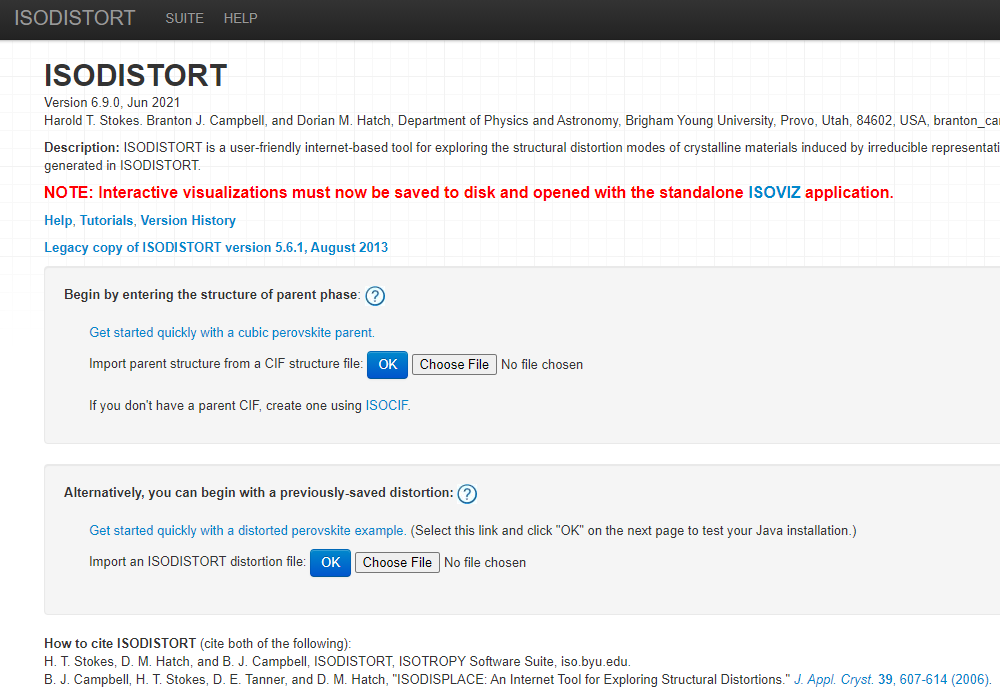 ISODISTORT SUITE HELP
ISODISTORT
Version 6.9.0, Jun 2021
Harold T. Stokes. Branton J. Campbell, and Dorian M. Hatch, Department of Physics and Astronomy, Brigham Young University, Provo, Utah, 84602, USA, branton_ca
Description: ISODISTORT is a user-friendly internet-based tool for exploring the structural distortion modes of crystalline materials induced by irreducible representati
generated in ISODISTORT.
NOTE: Interactive visualizations must now be saved to disk and opened with the standalone ISOVIZ application.
Help, Tutorials, Version History
Legacy copy of ISODISTORT version 5.6.1, August 2013
Begin by entering the structure of parent phase: ?
Get started quickly with a cubic perovskite parent.
Import parent structure from a CIF structure file: OK Choose File No file chosen
If you don't have a parent CIF, create one using ISOCIF.
Alternatively, you can begin with a previously-saved distortion: ?
Get started quickly with a distorted perovskite example. (Select this link and click "OK" on the next page to test your Java installation.)
Import an ISODISTORT distortion file: OK Choose File No file chosen
How to cite ISODISTORT (cite both of the following):
H. T. Stokes, D. M. Hatch, and B. J. Campbell, ISODISTORT, ISOTROPY Software Suite, iso.byu.edu.
B. J. Campbell, H. T. Stokes, D. E. Tanner, and D. M. Hatch, "ISODISPLACE: An Internet Tool for Exploring Structural Distortions." J. Appl. Cryst. 39, 607-614 (2006).